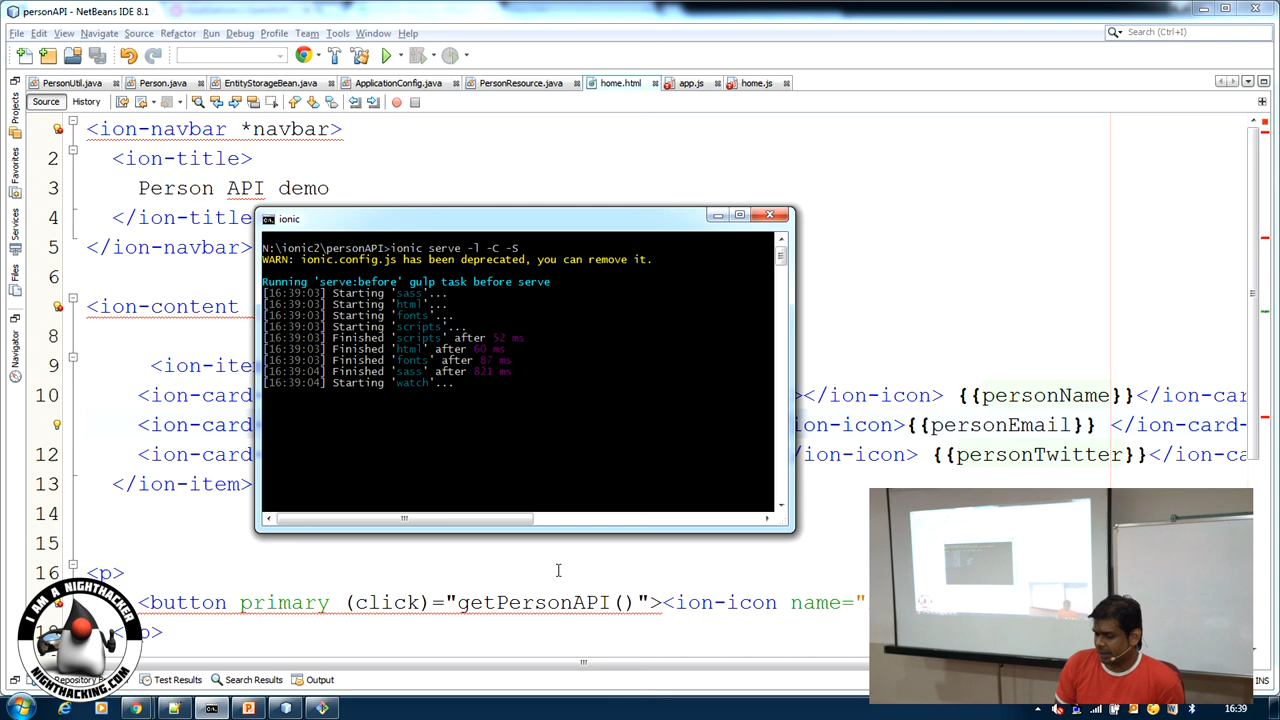 personAPI - NetBeans IDE 8.1
File Edit View Navigate Source Refactor Run Debug Profile Team Tools Window Help
Search (Ctrl+I)
PersonUtil.java Person.java EntityStorageBean.java ApplicationConfig.java PersonResource.java home.html app.js home.js
Source History
Projects
Favorites
Services
Files
Navigator
<ion-navbar *navbar>
2 <ion-title>
3 Person API demo
4 </ion-title
5 </ion-navbar>
<ion-content
8
9 <ion-item
10 <ion-card ></ion-icon> {{personName}}</ion-car
<ion-card ion-icon>{{personEmail}} </ion-card-
12 <ion-card /ion-icon> {{personTwitter}}</ion-ca
13 </ion-item>
14
15
16 <p>
<button primary (click)="getPersonAPI()"><ion-icon name="
ionic
N:\ionic2\personAPI>ionic serve -l -C -S
WARN: ionic.config.js has been deprecated, you can remove it.
Running 'serve:before' gulp task before serve
[16:39:03] Starting 'sass'...
[16:39:03] Starting 'html'...
[16:39:03] Starting 'fonts'...
[16:39:03] Starting 'scripts'...
[16:39:03] Finished 'scripts' after 52 ms
[16:39:03] Finished 'html' after 60 ms
[16:39:03] Finished 'fonts' after 87 ms
[16:39:04] Finished 'sass' after 821 ms
[16:39:04] Starting 'watch'...
I AM A NIGHTHACKER
NIGHTHACKING.COM
Test Results Search Results Output
INS
16:39